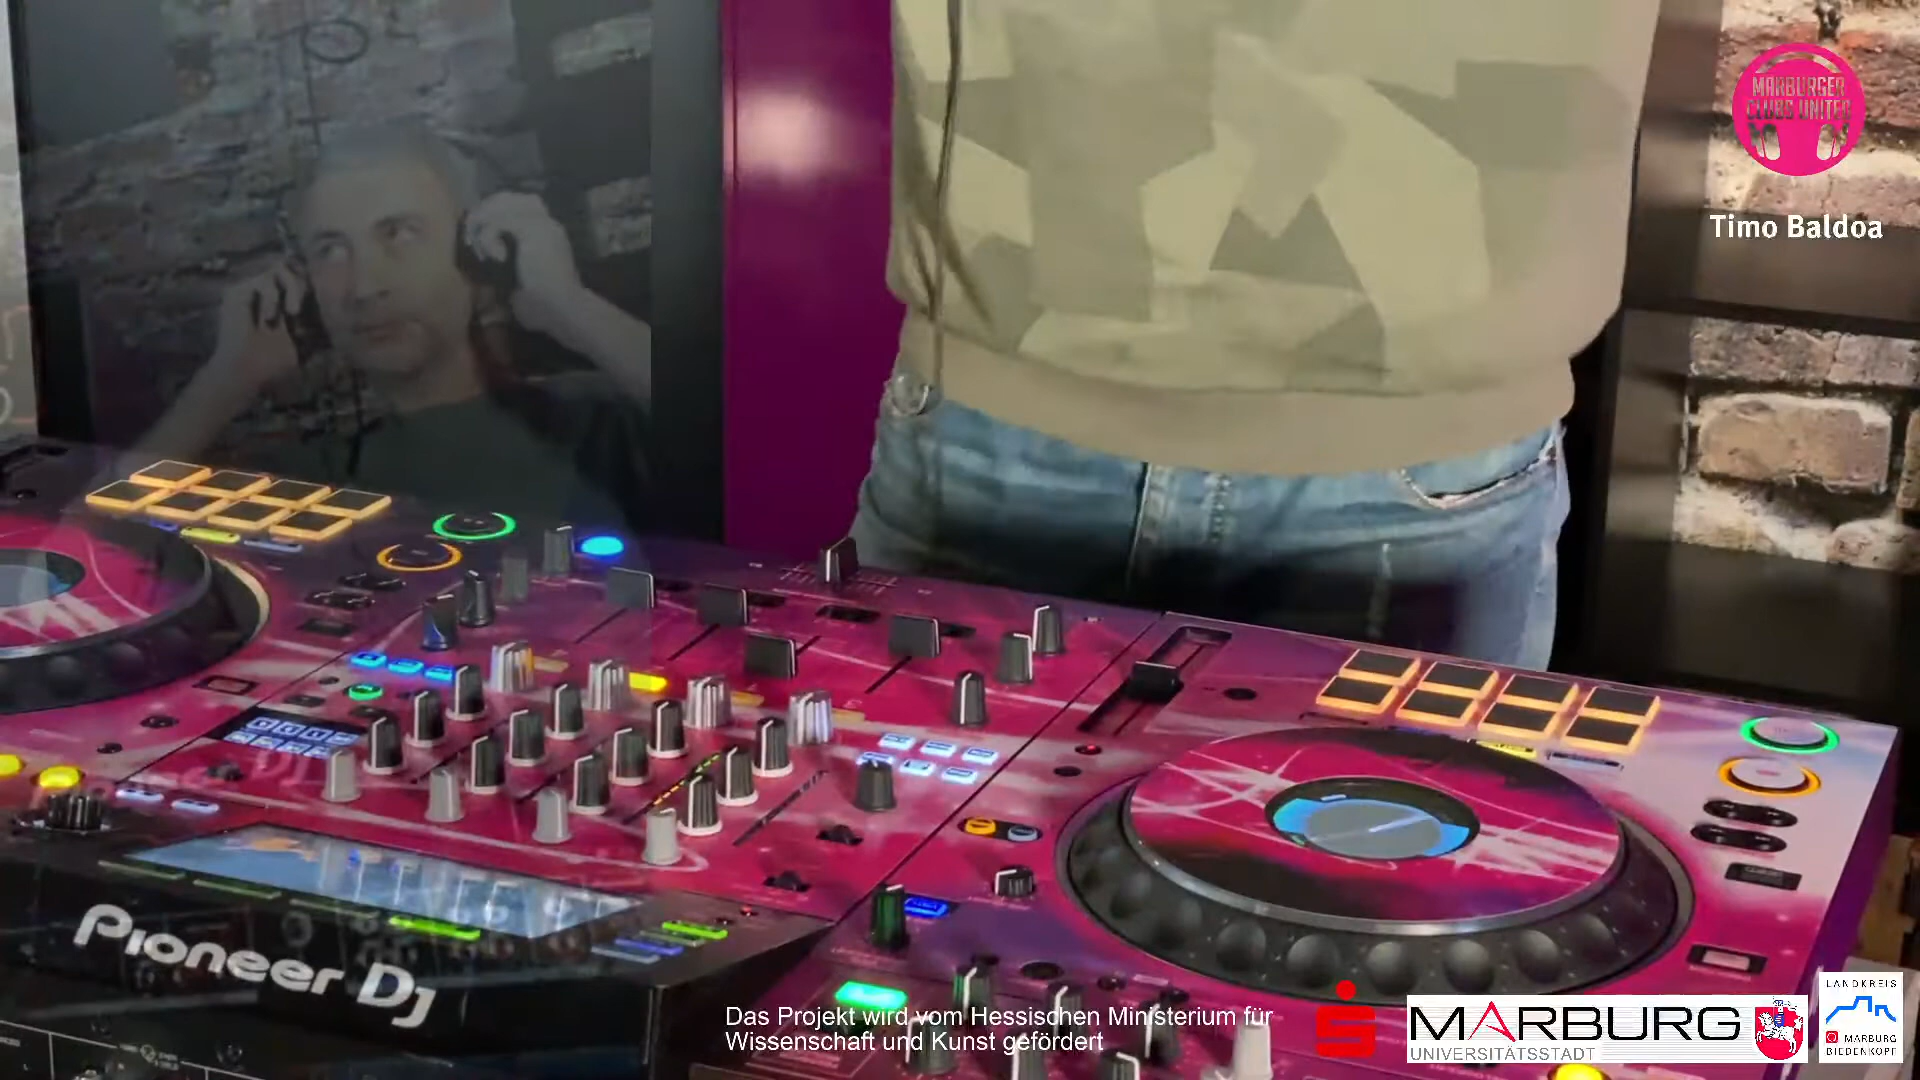 MARBURGER
CLUBS UNITED
Timo Baldoa
Pioneer Dj
Das Projekt wird vom Hessischen Ministerium für
Wissenschaft und Kunst gefördert
MARBURG
UNIVERSITÄTSSTADT
LANDKREIS
MARBURG
BIEDENKOPF